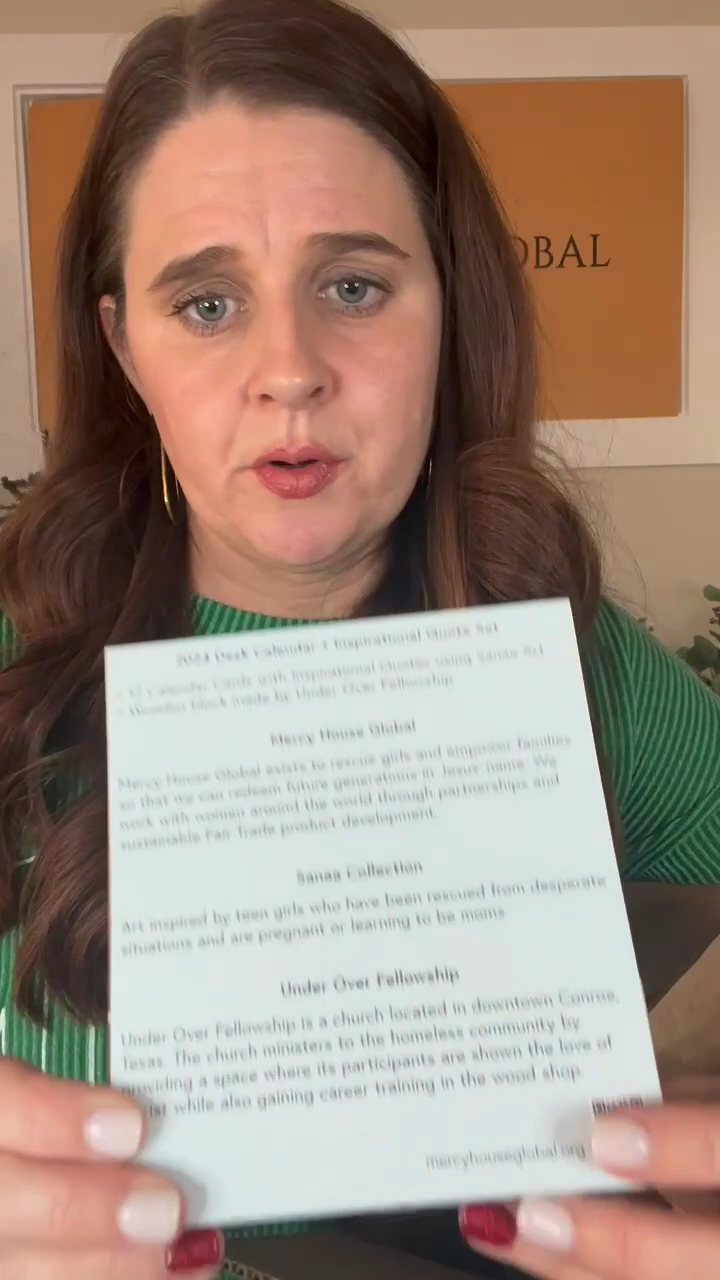 OBAL
2024 Desk Calendar + Inspirational Quote Set
• 12 Calendar Cards with Inspirational Quotes using Sanaa Art
• Wooden block made by Under Over Fellowship
Mercy House Global
Mercy House Global exists to rescue girls and empower families
so that we can redeem future generations in Jesus name. We
work with women around the world through partnerships and
sustainable Fair-Trade product development.
Sanaa Collection
Art inspired by teen girls who have been rescued from desperate
situations and are pregnant or learning to be moms.
Under Over Fellowship
Under Over Fellowship is a church located in downtown Conroe,
Texas. The church ministers to the homeless community by
providing a space where its participants are shown the love of
ist while also gaining career training in the wood shop.
mercyhouseglobal.org